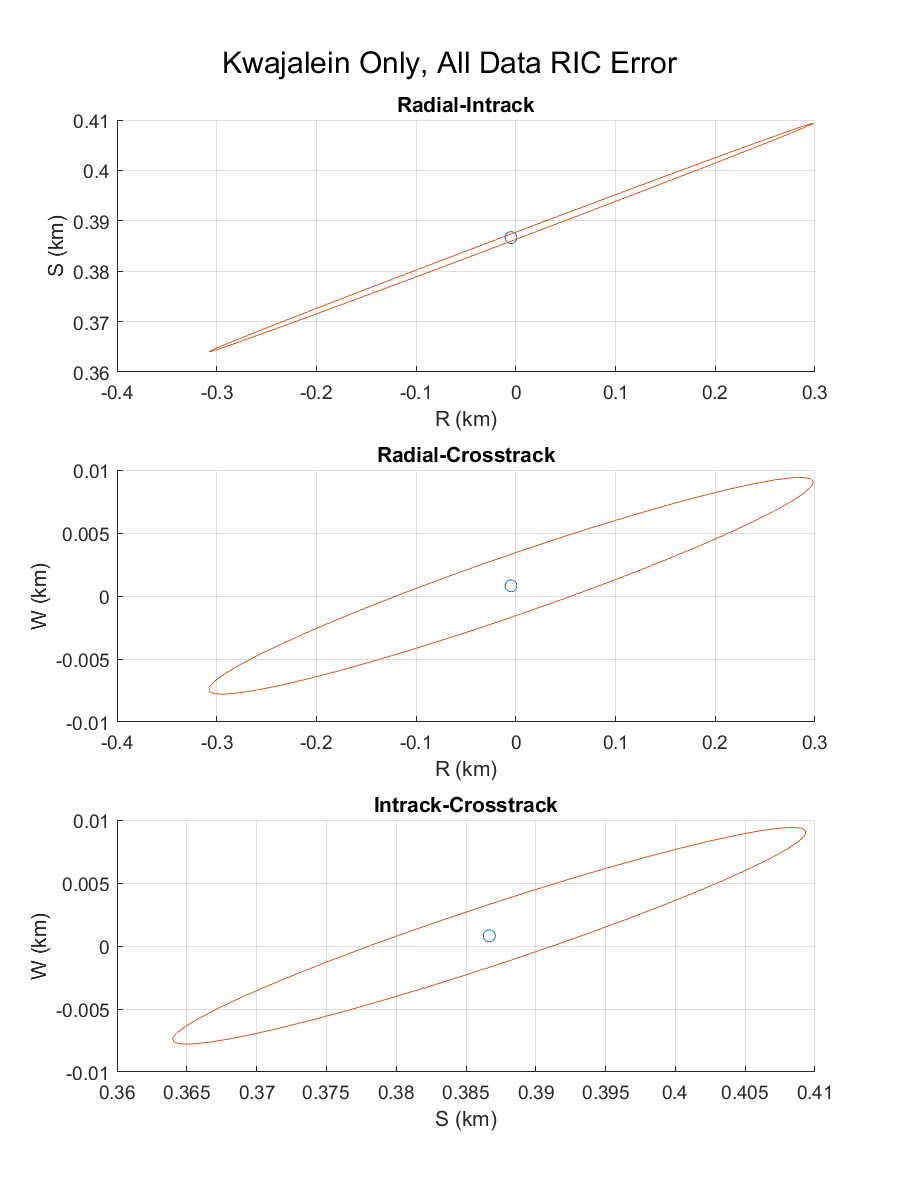 Kwajalein Only, All Data RIC Error
Radial-Intrack
0.41
0.4
0.39
0.38
0.37
0.36
S (km)
-0.4 -0.3 -0.2 -0.1 0 0.1 0.2 0.3
R (km)
Radial-Crosstrack
0.01
0.005
0
-0.005
-0.01
W (km)
-0.4 -0.3 -0.2 -0.1 0 0.1 0.2 0.3
R (km)
Intrack-Crosstrack
0.01
0.005
0
-0.005
-0.01
W (km)
0.36 0.365 0.37 0.375 0.38 0.385 0.39 0.395 0.4 0.405 0.41
S (km)